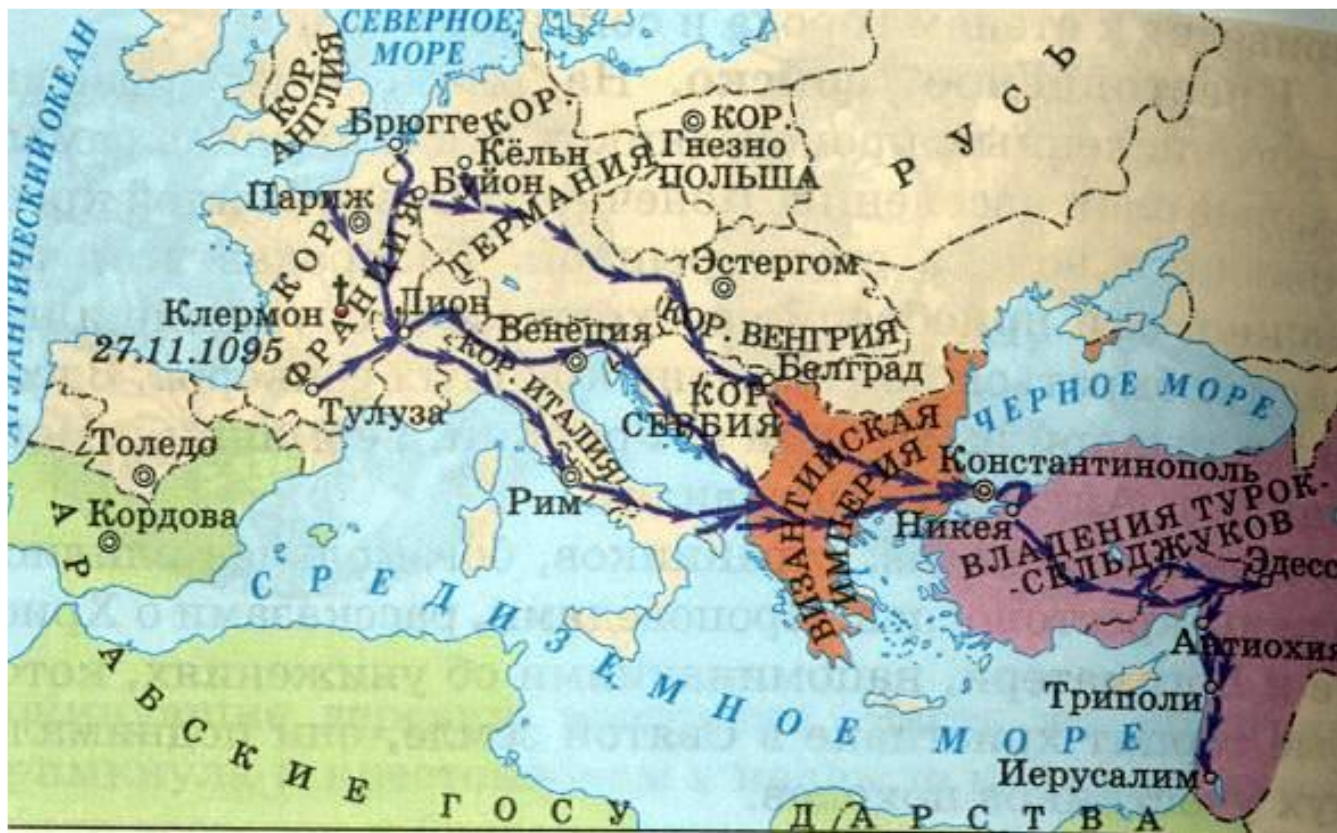 СЕВЕРНОЕ
МОРЕ
АТЛАНТИЧЕСКИЙ ОКЕАН
КОР.
АНГЛИЯ
Брюгге
КОР.
ГЕРМАНИЯ
Кёльн
Буйон
КОР.
Гнезно
ПОЛЬША
РУСЬ
Париж
КОР.
ФРАНЦИЯ
Эстергом
Клермон
27.11.1095
Лион
Венеция
КОР. ВЕНГРИЯ
Белград
КОР. ИТАЛИЯ
Тулуза
КОР.
СЕРБИЯ
ЧЕРНОЕ МОРЕ
Толедо
Кордова
Рим
ВИЗАНТИЙСКАЯ
ИМПЕРИЯ
Константинополь
Никея
ВЛАДЕНИЯ ТУРОК-
-СЕЛЬДЖУКОВ
Эдесс
Антиохия
Триполи
Иерусалим
СРЕДИЗЕМНОЕ МОРЕ
АРАБСКИЕ ГОСУДАРСТВА